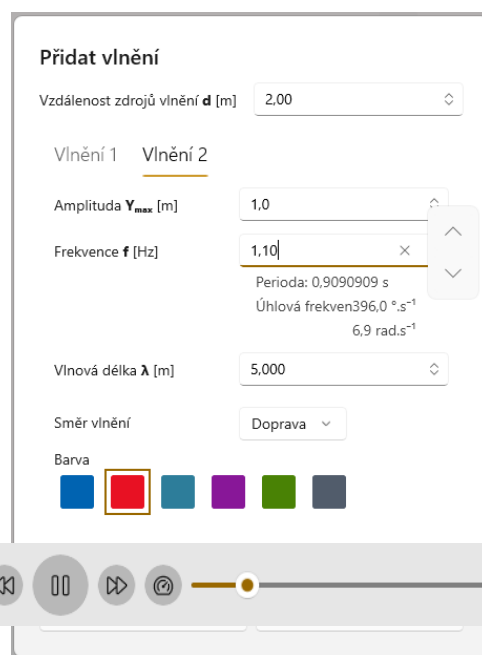 Přidat vlnění
Vzdálenost zdrojů vlnění d [m] 2,00
Vlnění 1 Vlnění 2
Amplituda Ymax [m] 1,0
Frekvence f [Hz] 1,10
Perioda: 0,9090909 s
Úhlová frekven396,0 °.s⁻¹
6,9 rad.s⁻¹
Vlnová délka λ [m] 5,000
Směr vlnění Doprava
Barva